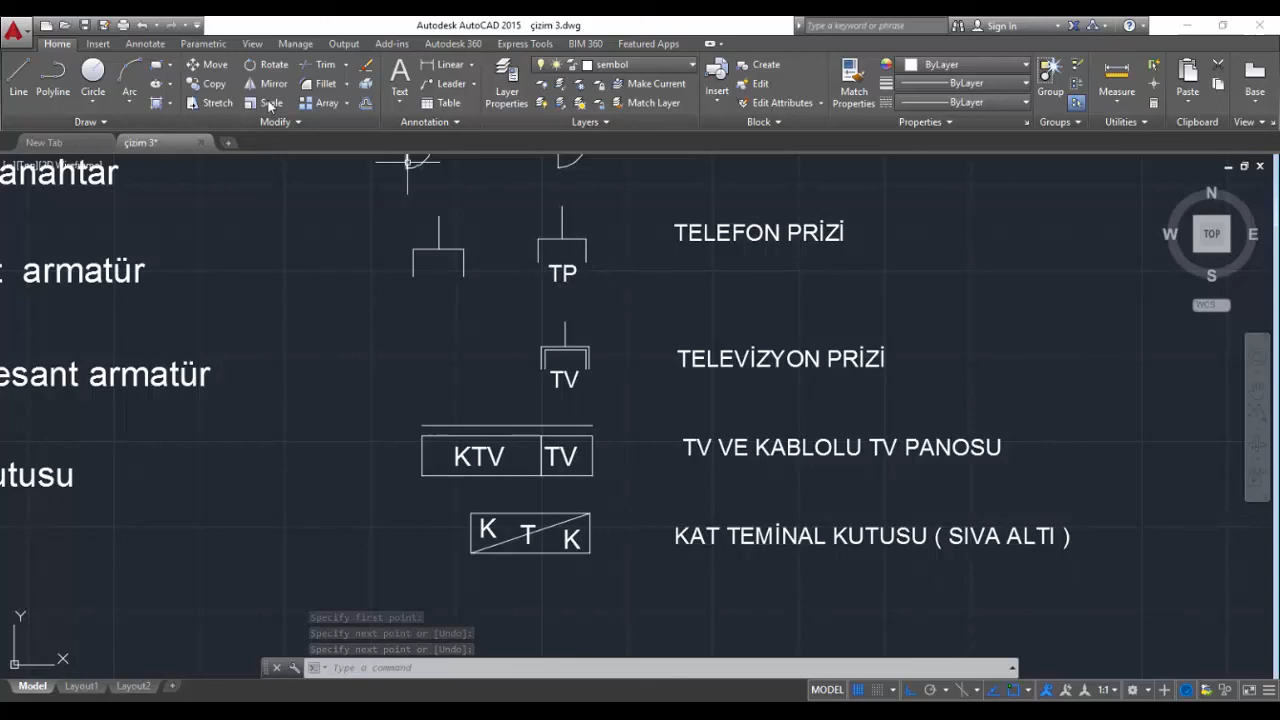 Autodesk AutoCAD 2015 çizim 3.dwg
Type a keyword or phrase
Sign In
Home Insert Annotate Parametric View Manage Output Add-ins Autodesk 360 Express Tools BIM 360 Featured Apps
Move Rotate Trim Linear sembol Create ByLayer
Copy Mirror Fillet Leader Make Current Edit ByLayer
Stretch Scale Array Table Match Layer Edit Attributes ByLayer
Line Polyline Circle Arc Text Layer Properties Insert Match Properties Group Measure Paste Base
Draw Modify Annotation Layers Block Properties Groups Utilities Clipboard View
New Tab çizim 3*
anahtar
armatür
esant armatür
utusu
TELEFON PRİZİ
TP
TELEVİZYON PRİZİ
TV
KTV TV
TV VE KABLOLU TV PANOSU
K T K
KAT TEMİNAL KUTUSU ( SIVA ALTI )
N
W TOP E
S
WCS
Y
X
Specify first point:
Specify next point or [Undo]:
Specify next point or [Undo]:
Type a command
Model Layout1 Layout2
MODEL 1:1